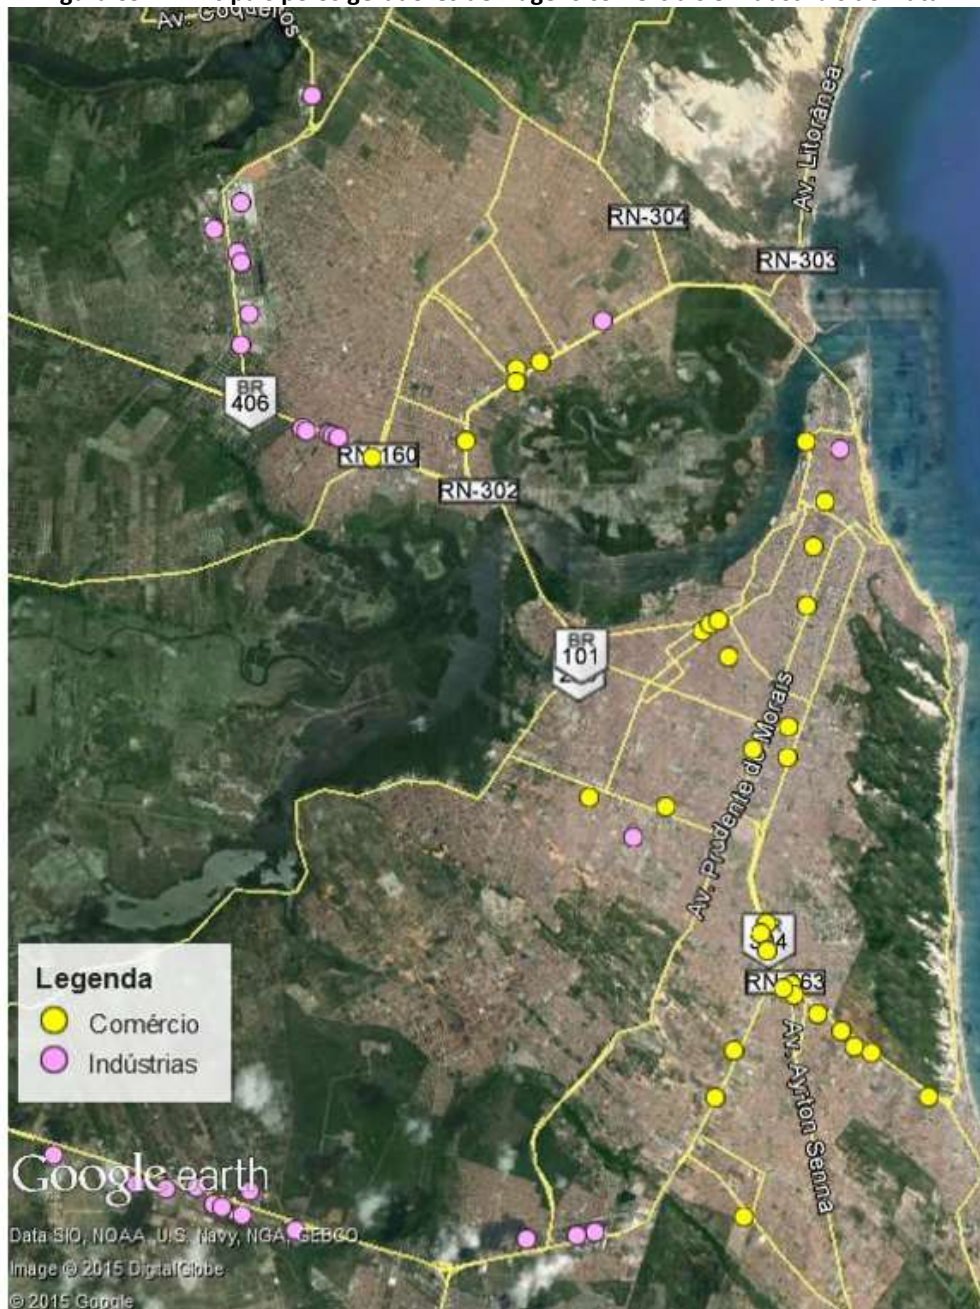 Av. Coqueiros
Av. Litorânea
RN-304
RN-303
BR
406
RN-160
RN-302
BR
101
Av. Prudente de Morais
RN-063
Av. Ayrton Senna
Legenda
Comércio
Indústrias
Google earth
Data SIO, NOAA, U.S. Navy, NGA, GEBCO
Image © 2015 DigitalGlobe
© 2015 Google